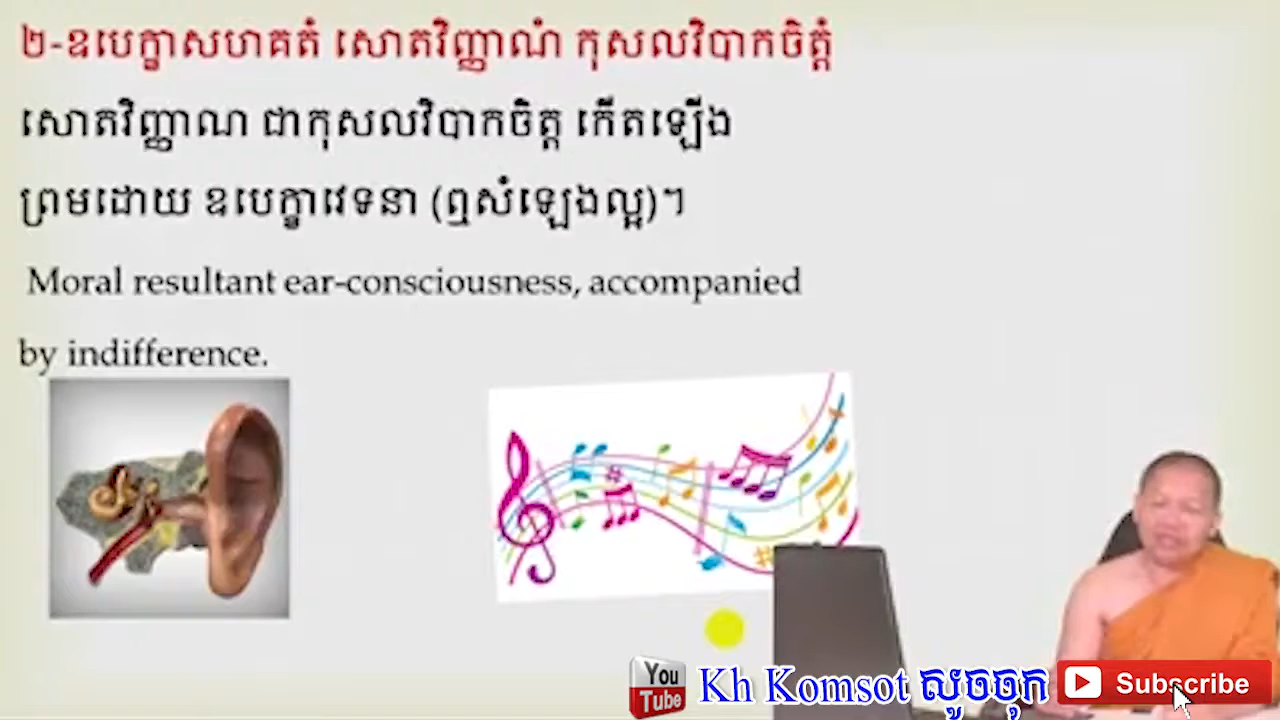 ២-ឧបេក្ខាសហគតំ សោតវិញ្ញាណំ កុសលវិបាកចិត្តំ
សោតវិញ្ញាណ ជាកុសលវិបាកចិត្ត កើតឡើង
ព្រមដោយ ឧបេក្ខាវេទនា (ឮសំឡេងល្អ)។
Moral resultant ear-consciousness, accompanied
by indifference.
You
Tube
Kh Komsot សូចចុក
Subscribe